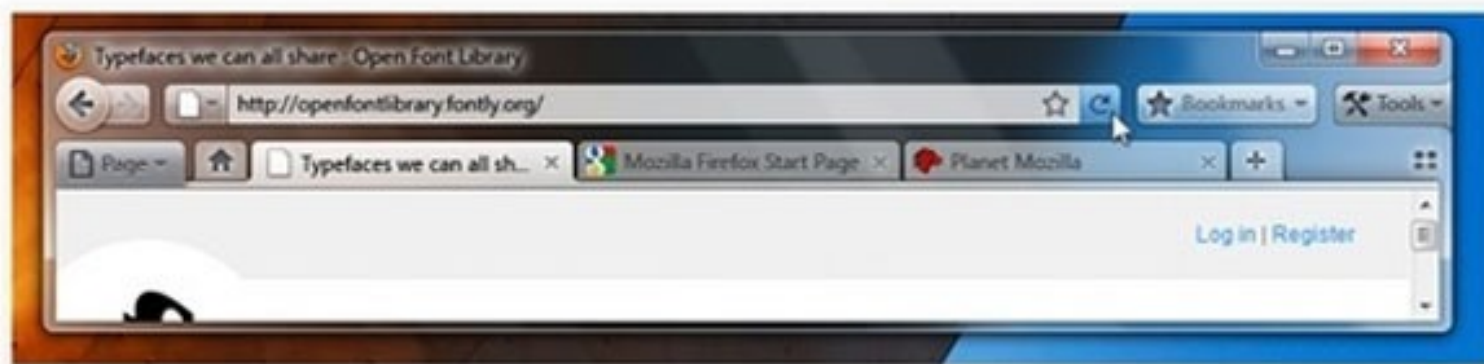 Typefaces we can all share - Open Font Library
http://openfontlibrary.fontly.org/ Bookmarks Tools
Page Typefaces we can all sh... Mozilla Firefox Start Page Planet Mozilla
Log in | Register